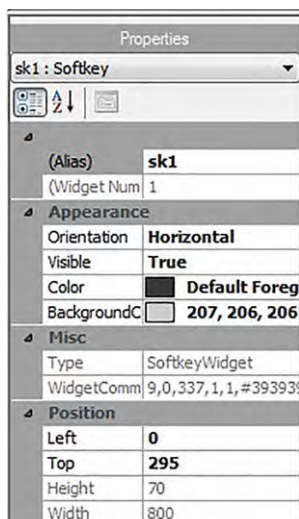 Properties
sk1 : Softkey
(Alias) sk1
(Widget Num 1
Appearance
Orientation Horizontal
Visible True
Color Default Foreg
BackgroundC 207, 206, 206
Misc
Type SoftkeyWidget
WidgetComm 9,0,337,1,1,#393939
Position
Left 0
Top 295
Height 70
Width 800